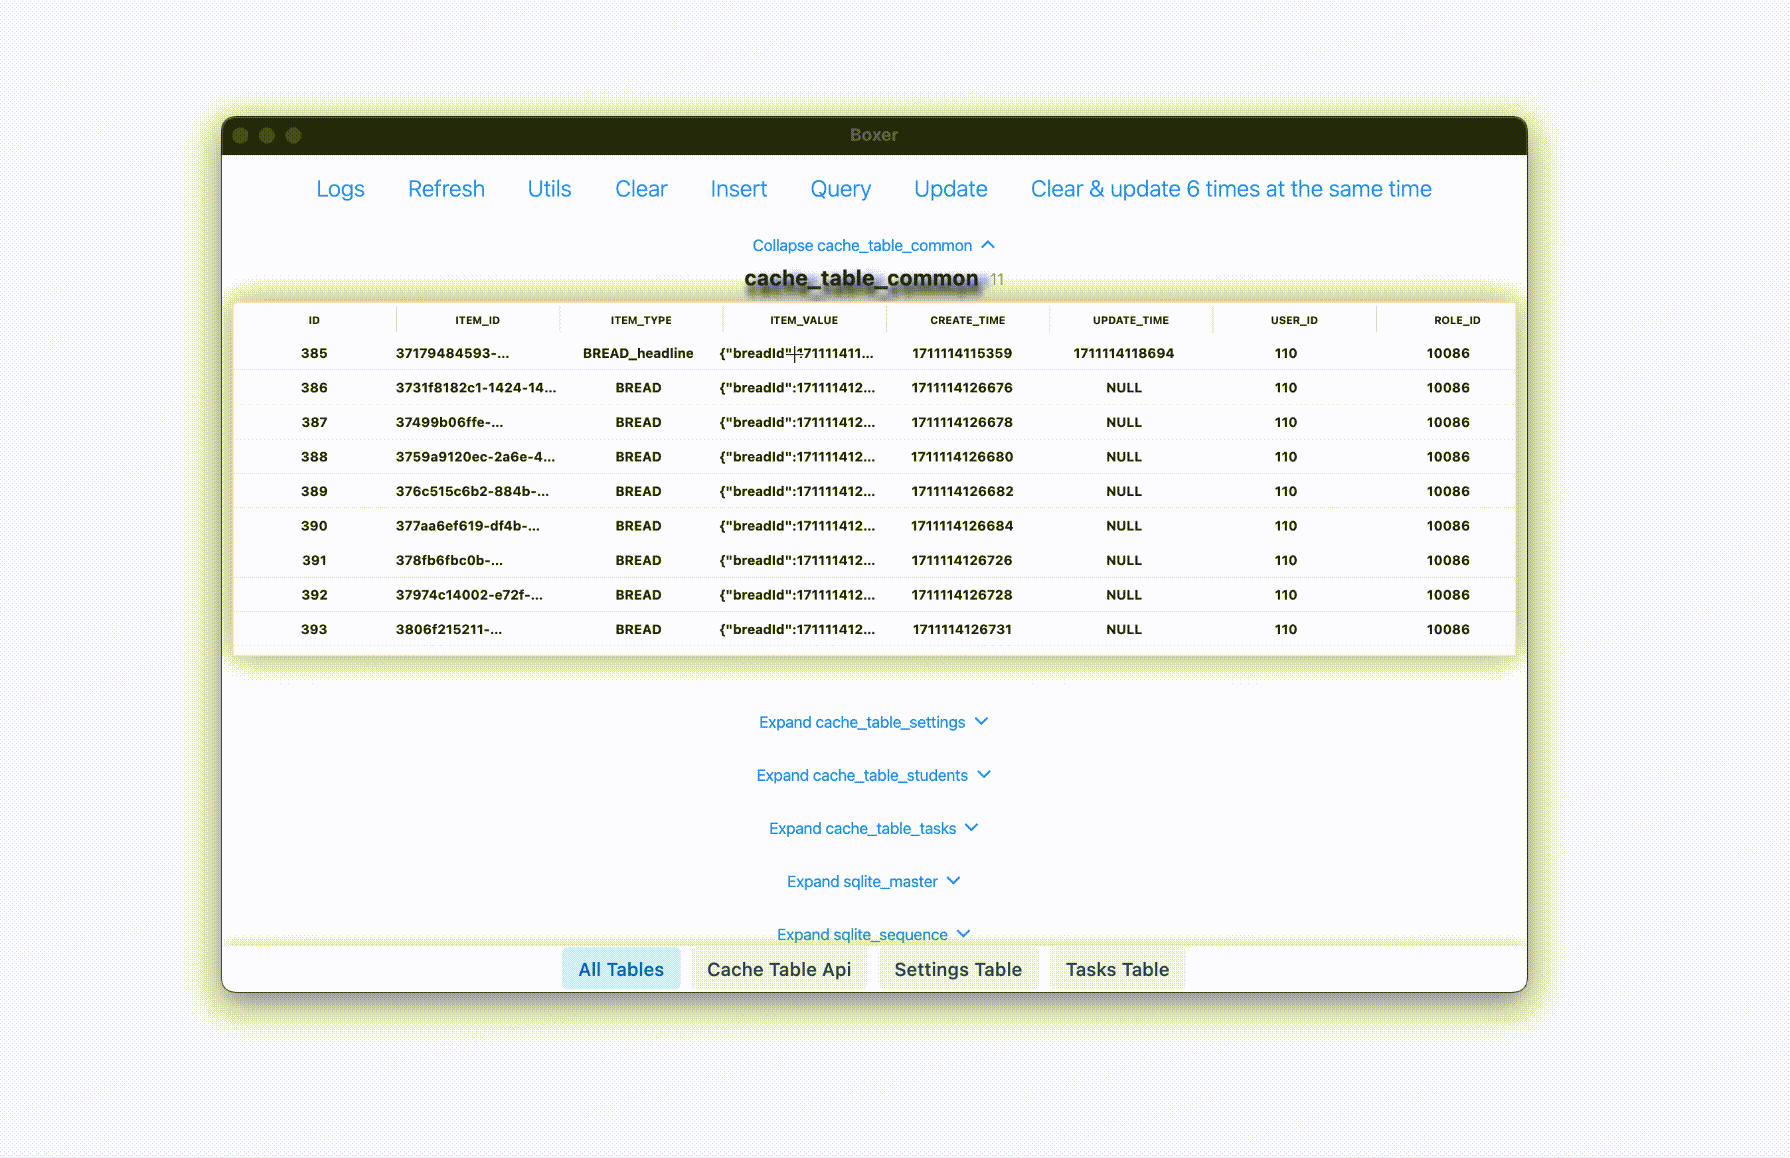 Boxer
Logs Refresh Utils Clear Insert Query Update Clear & update 6 times at the same time
Collapse cache_table_common
cache_table_common 11
ID ITEM_ID ITEM_TYPE ITEM_VALUE CREATE_TIME UPDATE_TIME USER_ID ROLE_ID
385 37179484593-... BREAD_headline {"breadId":171111411... 1711114115359 1711114118694 110 10086
386 3731f8182c1-1424-14... BREAD {"breadId":171111412... 1711114126676 NULL 110 10086
387 37499b06ffe-... BREAD {"breadId":171111412... 1711114126678 NULL 110 10086
388 3759a9120ec-2a6e-4... BREAD {"breadId":171111412... 1711114126680 NULL 110 10086
389 376c515c6b2-884b-... BREAD {"breadId":171111412... 1711114126682 NULL 110 10086
390 377aa6ef619-df4b-... BREAD {"breadId":171111412... 1711114126684 NULL 110 10086
391 378fb6fbc0b-... BREAD {"breadId":171111412... 1711114126726 NULL 110 10086
392 37974c14002-e72f-... BREAD {"breadId":171111412... 1711114126728 NULL 110 10086
393 3806f215211-... BREAD {"breadId":171111412... 1711114126731 NULL 110 10086
Expand cache_table_settings
Expand cache_table_students
Expand cache_table_tasks
Expand sqlite_master
Expand sqlite_sequence
All Tables Cache Table Api Settings Table Tasks Table